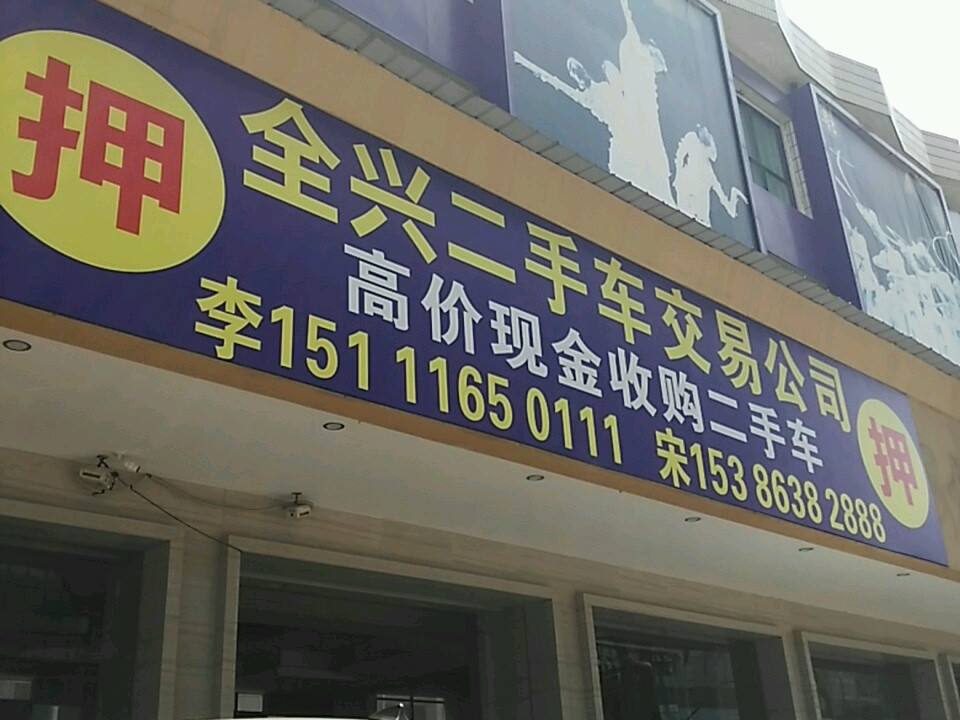 押
全兴二手车交易公司
高价现金收购二手车
李151 1165 0111 宋153 8638 2888
押